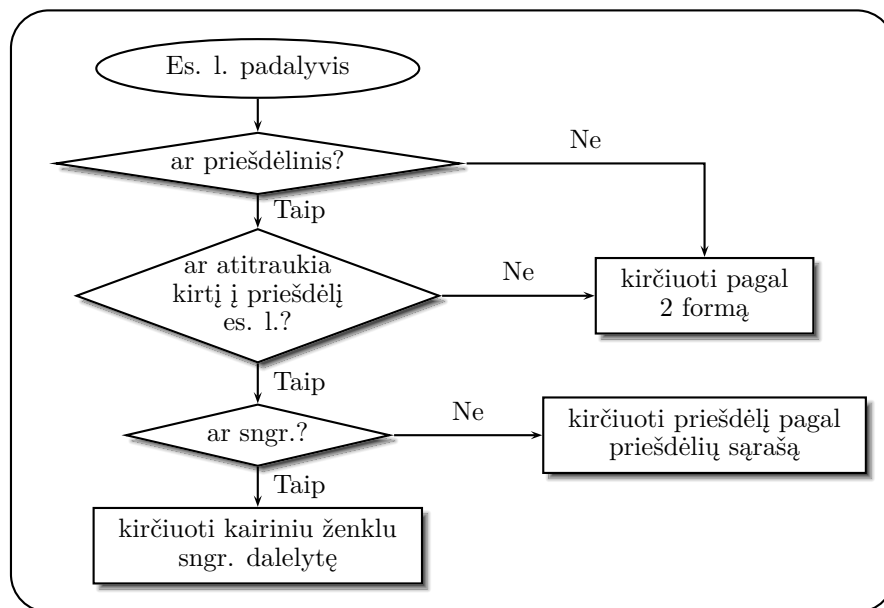 Es. l. padalyvis
Ne
ar priešdėlinis?
Taip
ar atitraukia
kirtį į priešdėlį
es. l.?
Ne
kirčiuoti pagal
2 formą
Taip
ar sngr.?
Ne
kirčiuoti priešdėlį pagal
priešdėlių sąrašą
Taip
kirčiuoti kairiniu ženklu
sngr. dalelytę